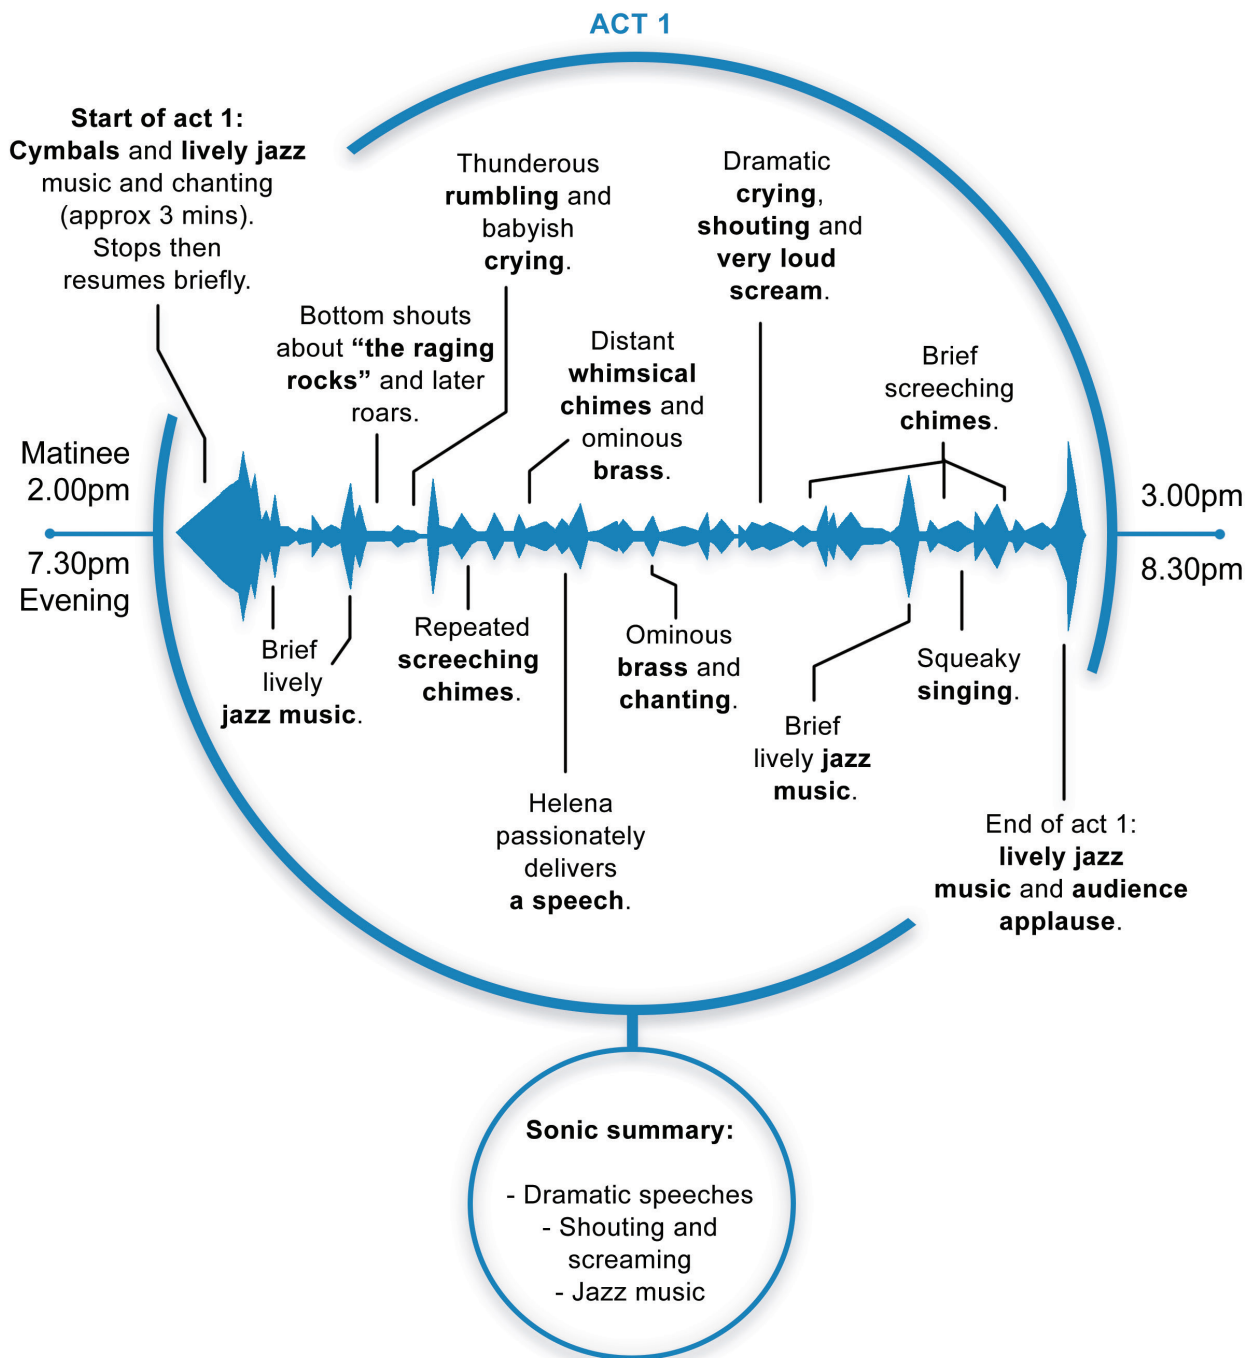 ACT 1
Start of act 1:
Cymbals and lively jazz
music and chanting
(approx 3 mins).
Stops then
resumes briefly.
Thunderous
rumbling and
babyish
crying.
Dramatic
crying,
shouting and
very loud
scream.
Bottom shouts
about “the raging
rocks” and later
roars.
Distant
whimsical
chimes and
ominous
brass.
Brief
screeching
chimes.
Matinee
2.00pm
7.30pm
Evening
3.00pm
8.30pm
Brief
lively
jazz music.
Repeated
screeching
chimes.
Helena
passionately
delivers
a speech.
Ominous
brass and
chanting.
Brief
lively jazz
music.
Squeaky
singing.
End of act 1:
lively jazz
music and audience
applause.
Sonic summary:
- Dramatic speeches
- Shouting and
screaming
- Jazz music